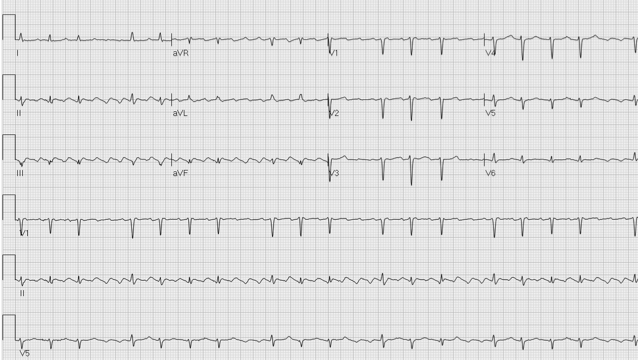 I aVR V1 V4
II aVL V2 V5
III aVF V3 V6
V1
II
V5